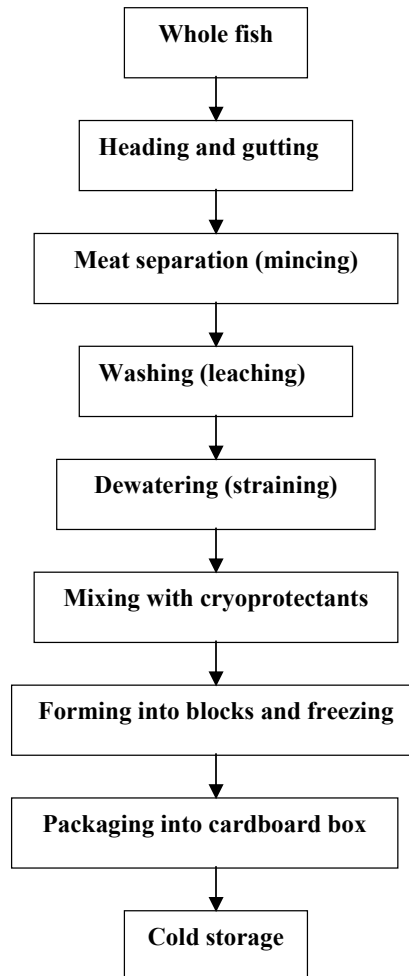 Whole fish
Heading and gutting
Meat separation (mincing)
Washing (leaching)
Dewatering (straining)
Mixing with cryoprotectants
Forming into blocks and freezing
Packaging into cardboard box
Cold storage